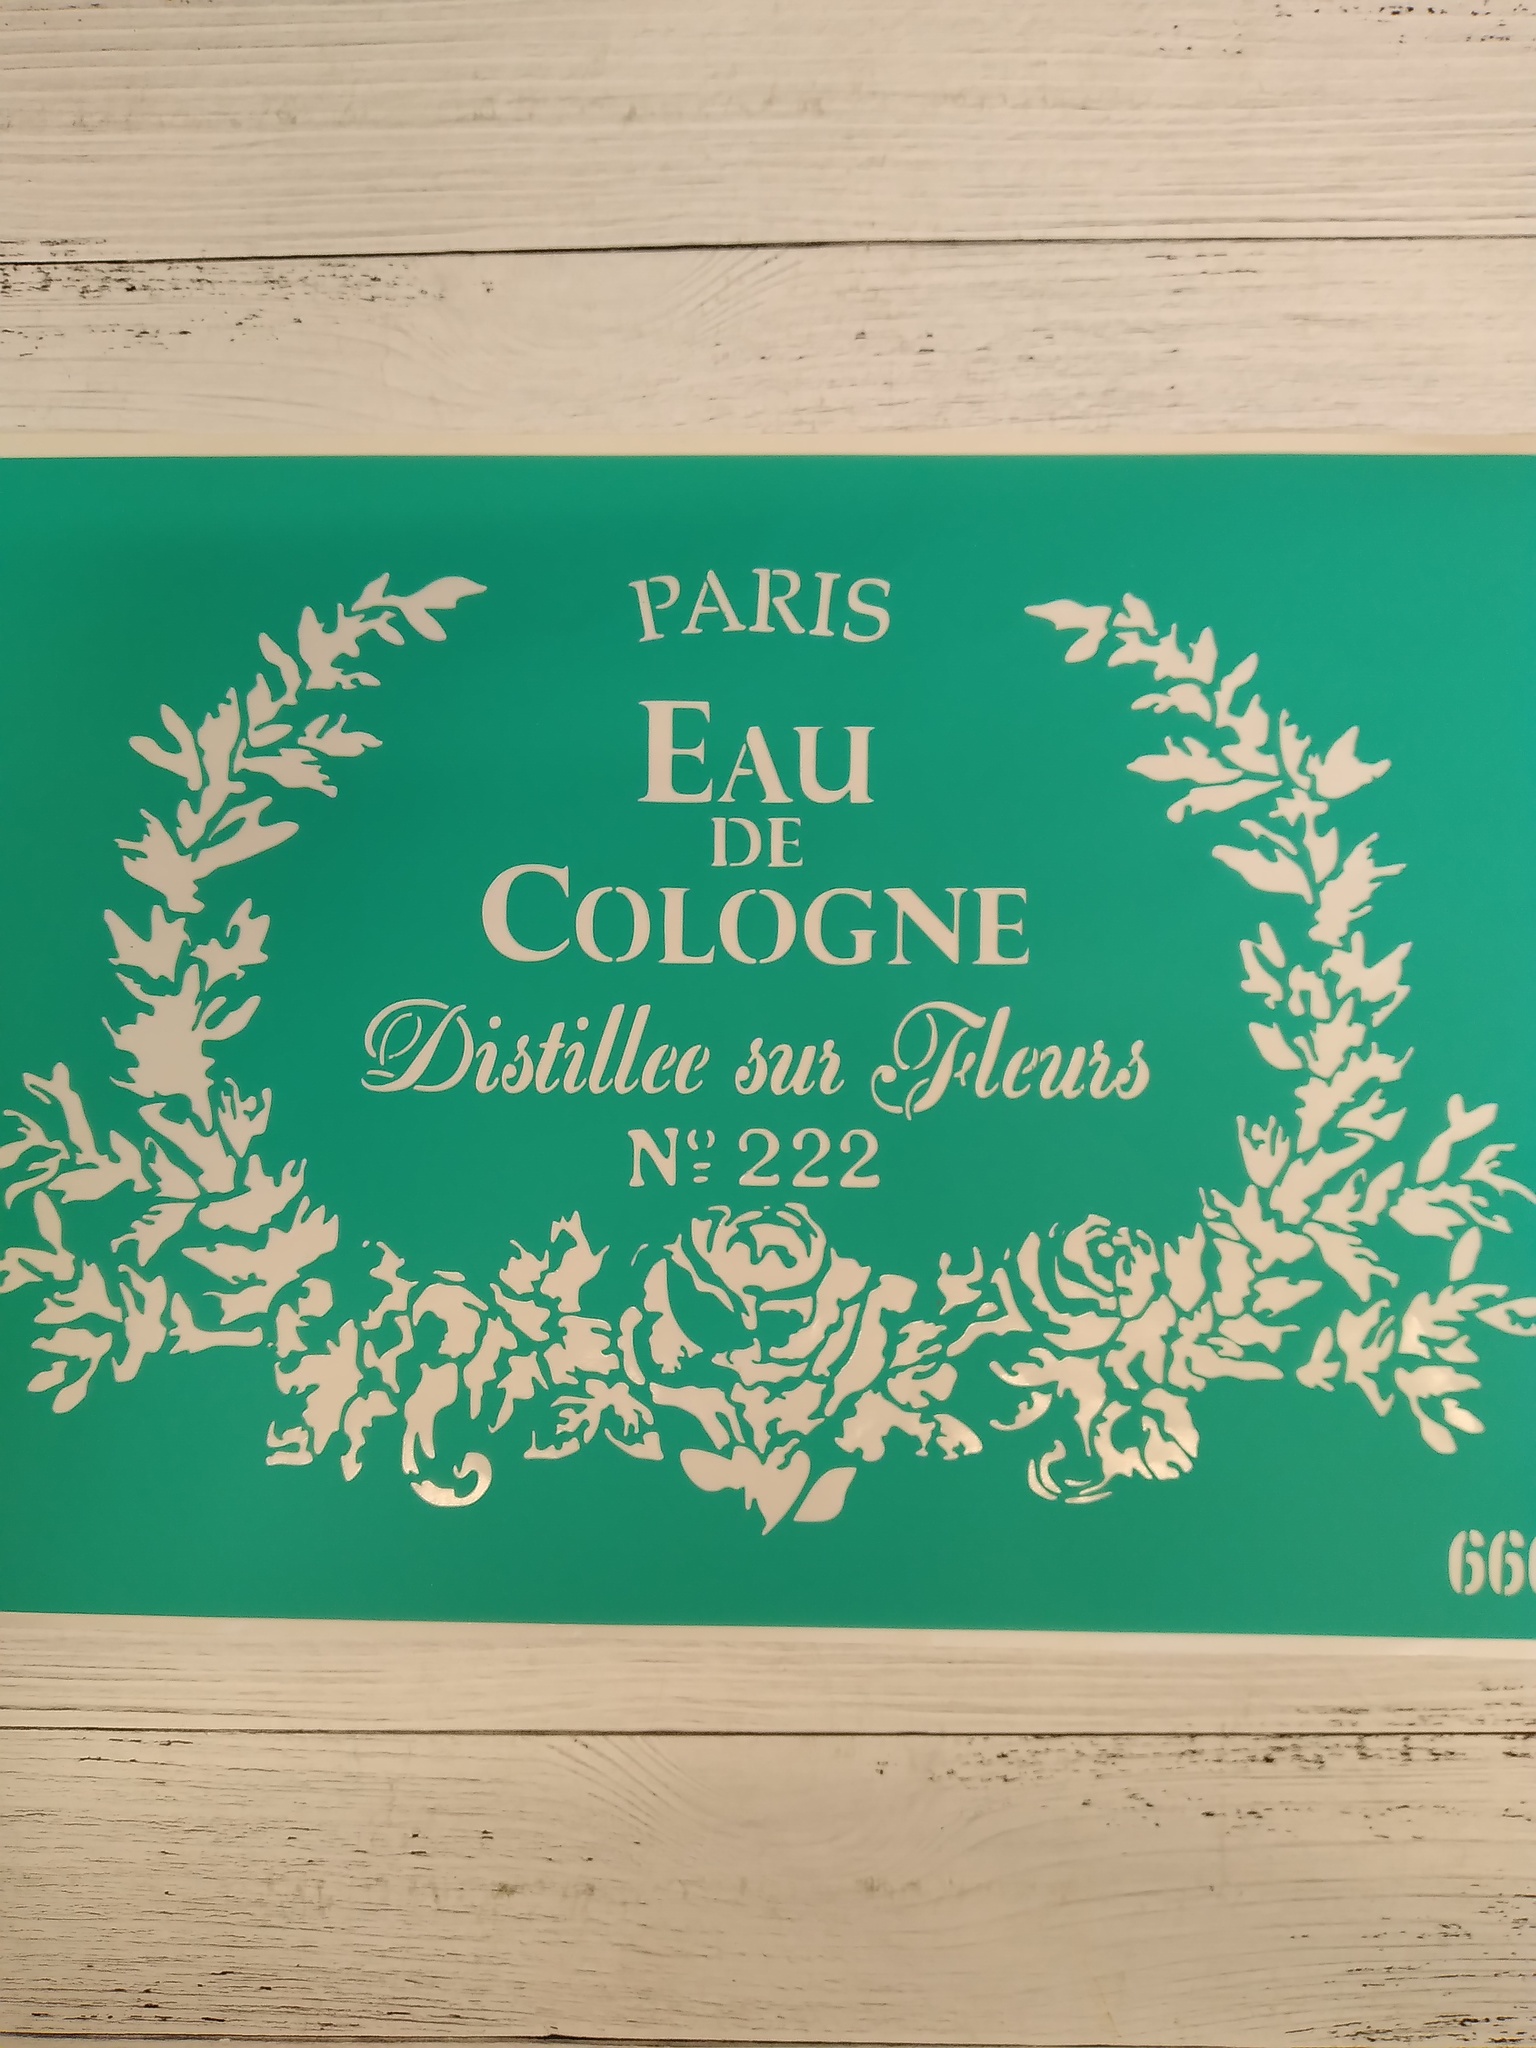 PARIS
EAU
DE
COLOGNE
Distillee sur Fleurs
Nº 222